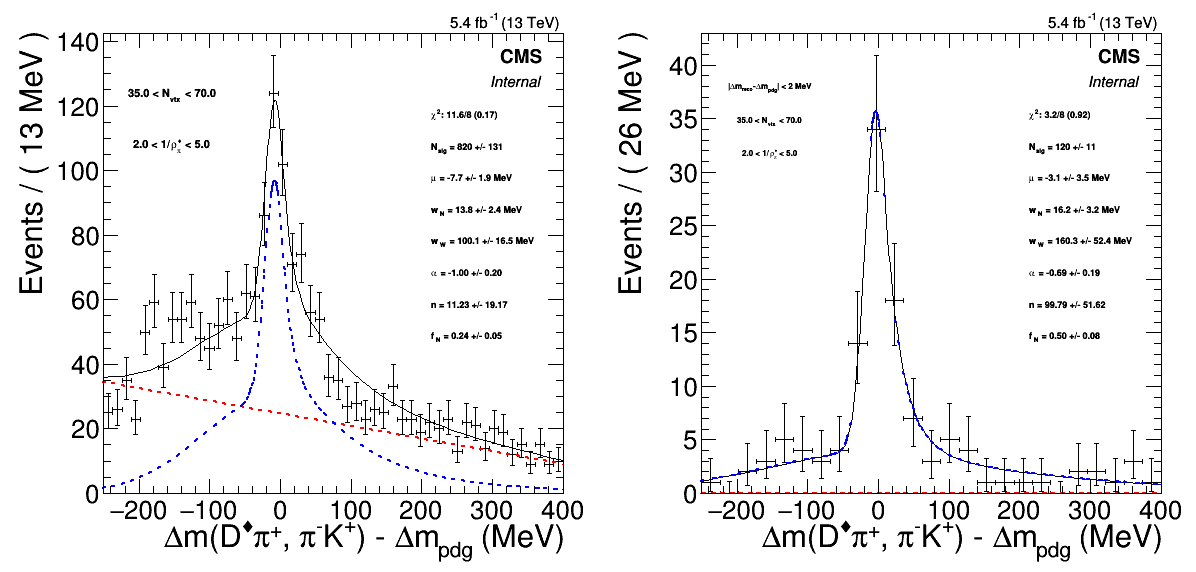 5.4 fb⁻¹ (13 TeV)
CMS
Internal
35.0 < N_vtx < 70.0
2.0 < 1/ρ_π^♦ < 5.0
χ²: 11.6/8 (0.17)
N_sig = 820 +/- 131
μ = -7.7 +/- 1.9 MeV
w_N = 13.8 +/- 2.4 MeV
w_W = 100.1 +/- 16.5 MeV
α = -1.00 +/- 0.20
n = 11.23 +/- 19.17
f_N = 0.24 +/- 0.05
Events / ( 13 MeV )
140
120
100
80
60
40
20
0
−200 −100 0 100 200 300 400
Δm(D♦π⁺, π⁻K⁺) - Δm_pdg (MeV)
5.4 fb⁻¹ (13 TeV)
CMS
Internal
|Δm_reco-Δm_pdg| < 2 MeV
35.0 < N_vtx < 70.0
2.0 < 1/ρ_π^♦ < 5.0
χ²: 3.2/8 (0.92)
N_sig = 120 +/- 11
μ = -3.1 +/- 3.5 MeV
w_N = 16.2 +/- 3.2 MeV
w_W = 160.3 +/- 52.4 MeV
α = -0.69 +/- 0.19
n = 99.79 +/- 51.62
f_N = 0.50 +/- 0.08
Events / ( 26 MeV )
40
35
30
25
20
15
10
5
0
−200 −100 0 100 200 300 400
Δm(D♦π⁺, π⁻K⁺) - Δm_pdg (MeV)